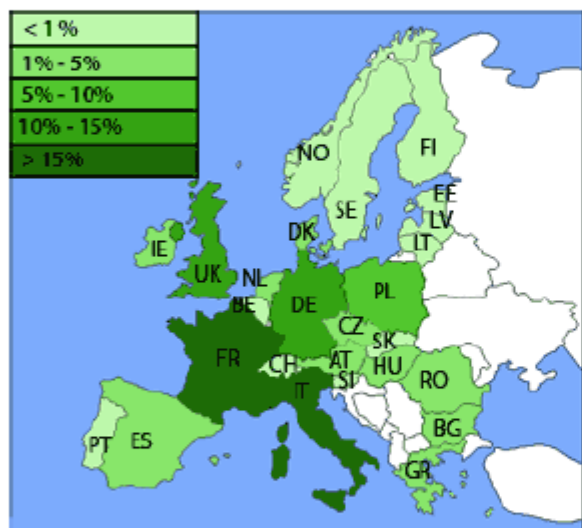 < 1%
1% - 5%
5% - 10%
10% - 15%
> 15%
NO
FI
SE
EE
LV
LT
DK
IE
UK
NL
BE
DE
PL
CZ
SK
FR
CH
AT
HU
SI
IT
RO
BG
PT
ES
GR